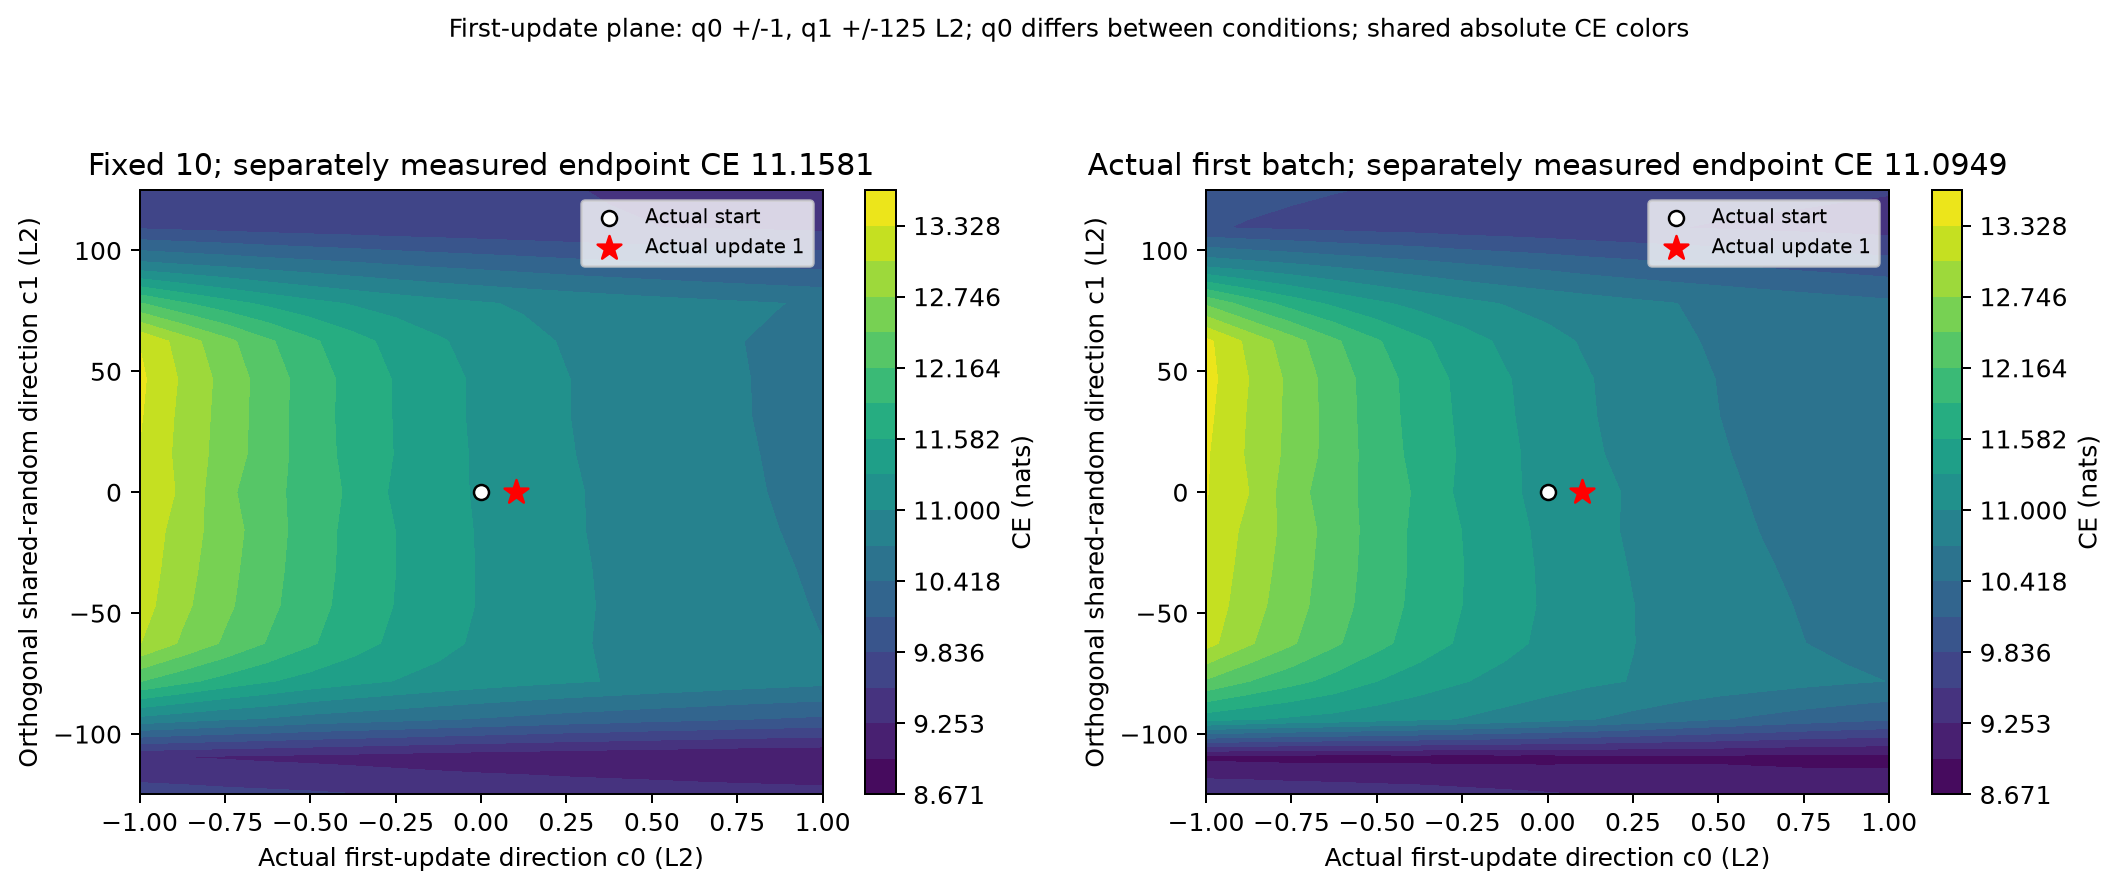 First-update plane: q0 +/-1, q1 +/-125 L2; q0 differs between conditions; shared absolute CE colors
Fixed 10; separately measured endpoint CE 11.1581
Actual start
Actual update 1
Orthogonal shared-random direction c1 (L2)
100
50
0
−50
−100
−1.00 −0.75 −0.50 −0.25 0.00 0.25 0.50 0.75 1.00
Actual first-update direction c0 (L2)
13.328
12.746
12.164
11.582
11.000
10.418
9.836
9.253
8.671
CE (nats)
Actual first batch; separately measured endpoint CE 11.0949
Actual start
Actual update 1
Orthogonal shared-random direction c1 (L2)
100
50
0
−50
−100
−1.00 −0.75 −0.50 −0.25 0.00 0.25 0.50 0.75 1.00
Actual first-update direction c0 (L2)
13.328
12.746
12.164
11.582
11.000
10.418
9.836
9.253
8.671
CE (nats)